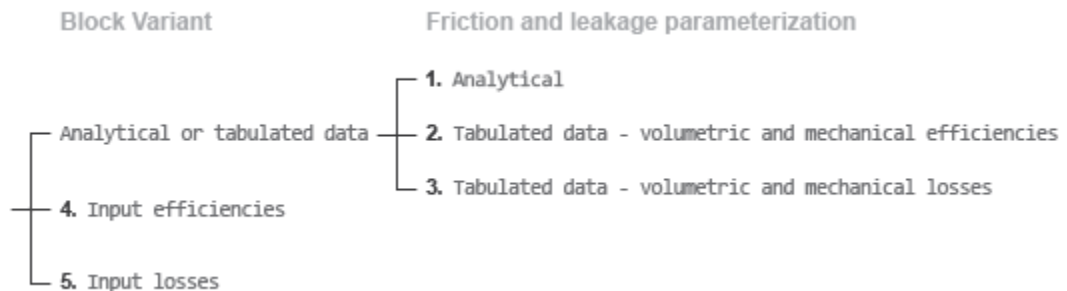 Block Variant
Friction and leakage parameterization
1. Analytical
Analytical or tabulated data
2. Tabulated data - volumetric and mechanical efficiencies
3. Tabulated data - volumetric and mechanical losses
4. Input efficiencies
5. Input losses